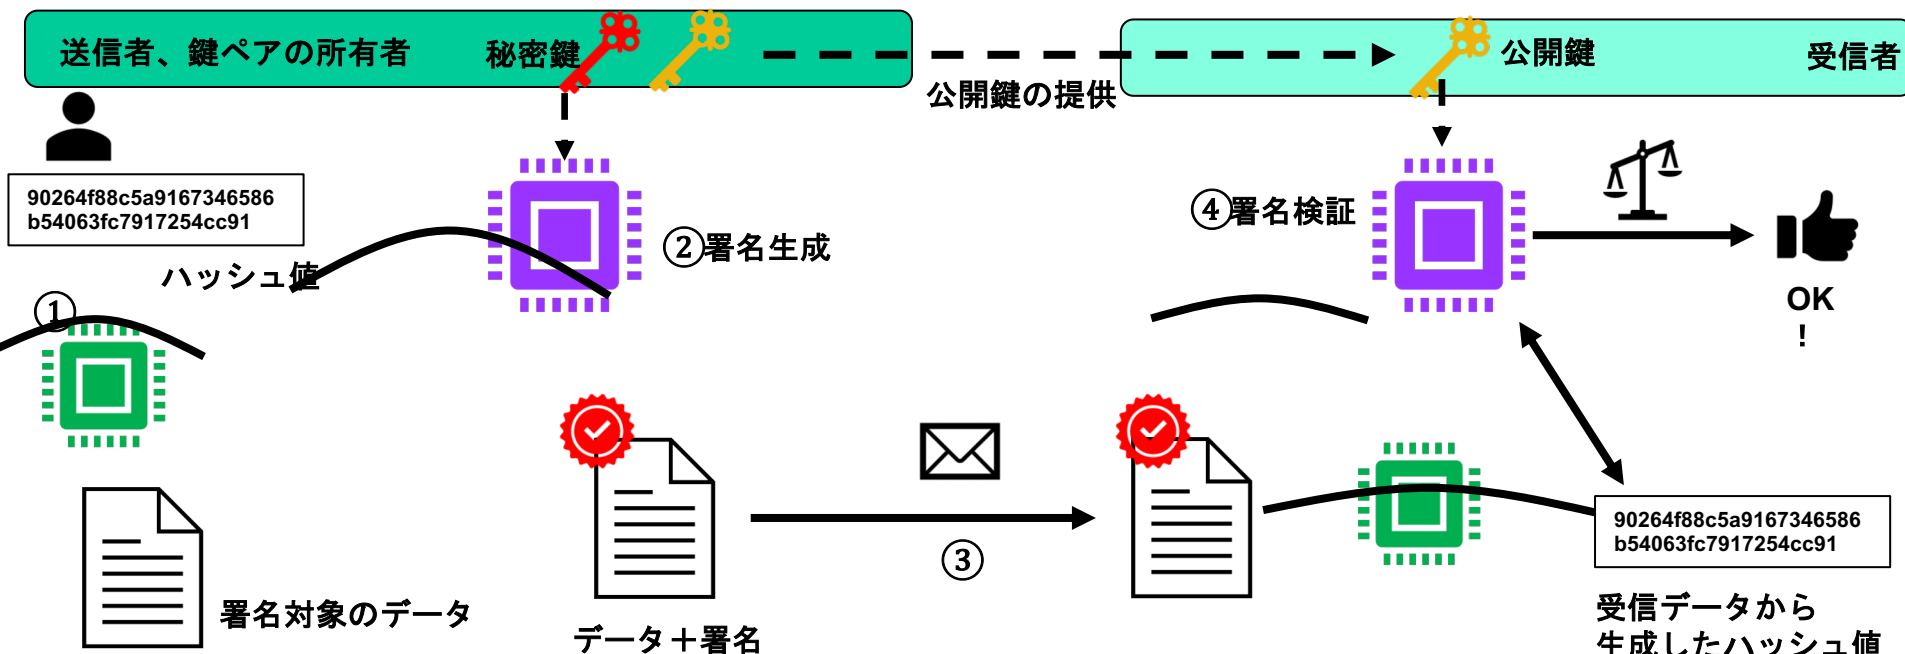 送信者、鍵ペアの所有者
秘密鍵
公開鍵の提供
公開鍵
受信者
90264f88c5a9167346586
b54063fc7917254cc91
ハッシュ値
①
②署名生成
④署名検証
OK
!
署名対象のデータ
データ＋署名
③
90264f88c5a9167346586
b54063fc7917254cc91
受信データから
生成したハッシュ値